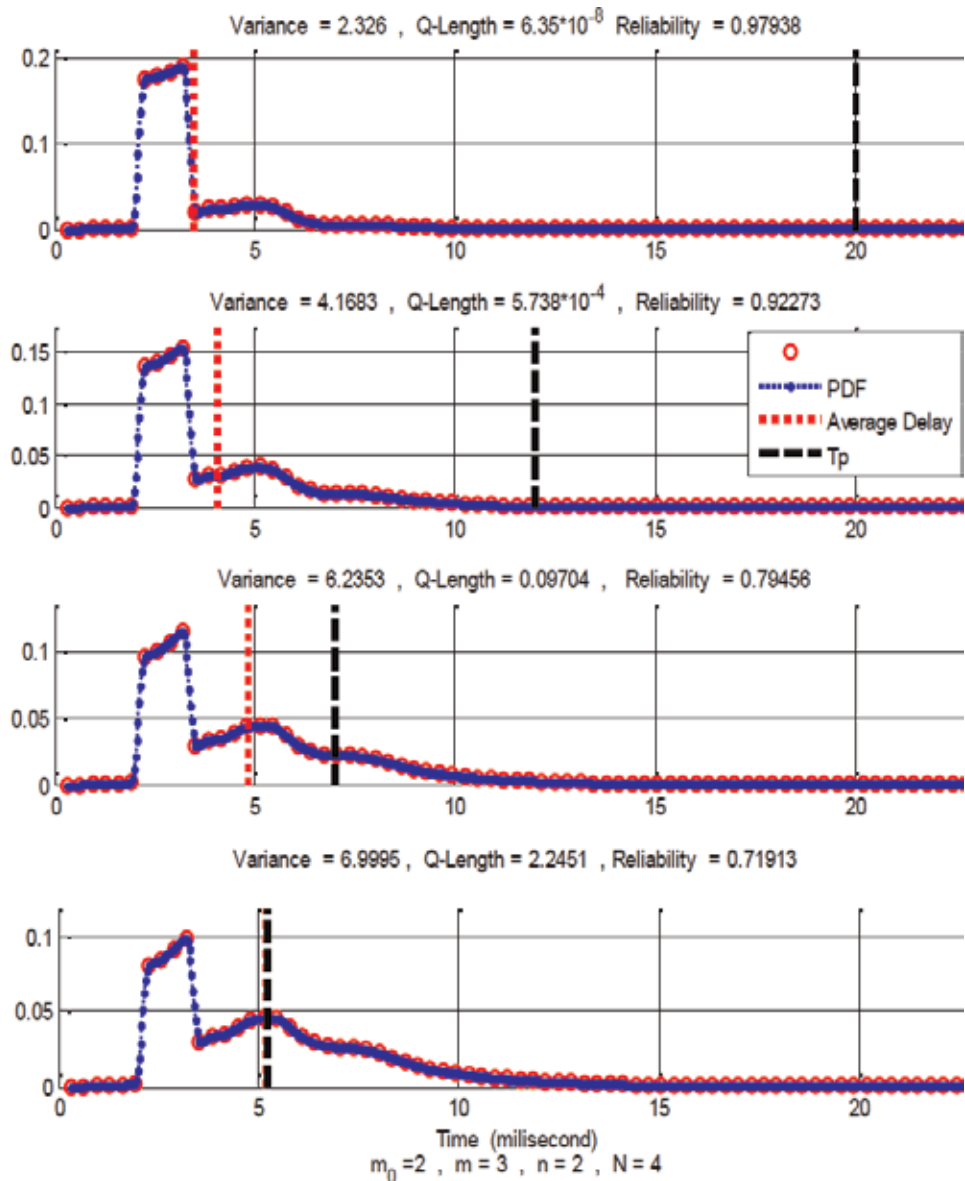 Variance = 2.326 , Q-Length = 6.35*10^-8 Reliability = 0.97938
0.2
0.1
0
0 5 10 15 20
Variance = 4.1683 , Q-Length = 5.738*10^-4 , Reliability = 0.92273
0.15
0.1
0.05
0
PDF
Average Delay
Tp
0 5 10 15 20
Variance = 6.2353 , Q-Length = 0.09704 , Reliability = 0.79456
0.1
0.05
0
0 5 10 15 20
Variance = 6.9995 , Q-Length = 2.2451 , Reliability = 0.71913
0.1
0.05
0
0 5 10 15 20
Time (milisecond)
m_0 =2 , m = 3 , n = 2 , N = 4